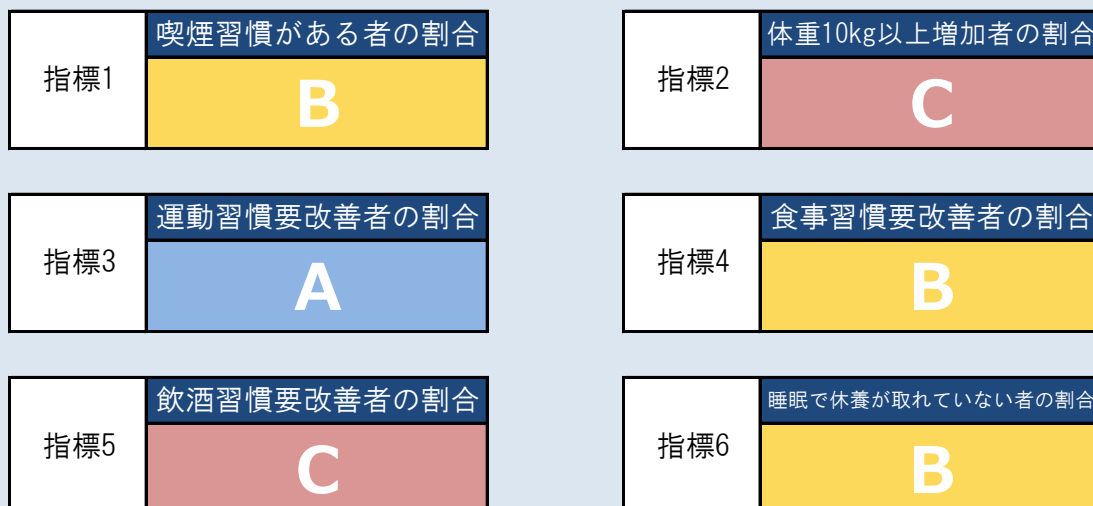 指標1
喫煙習慣がある者の割合
B
指標2
体重10kg以上増加者の割合
C
指標3
運動習慣要改善者の割合
A
指標4
食事習慣要改善者の割合
B
指標5
飲酒習慣要改善者の割合
C
指標6
睡眠で休養が取れていない者の割合
B